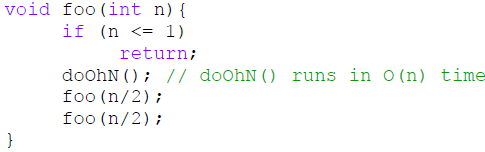 void foo(int n){
if (n <= 1)
return;
doOhN(); // doOhN() runs in O(n) time
foo(n/2);
foo(n/2);
}